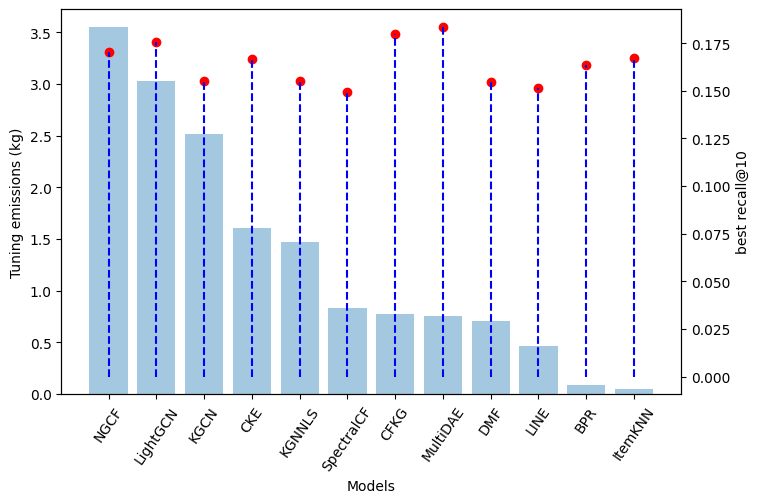 3.5
3.0
2.5
2.0
1.5
1.0
0.5
0.0
Tuning emissions (kg)
0.175
0.150
0.125
0.100
0.075
0.050
0.025
0.000
best recall@10
NGCF
LightGCN
KGCN
CKE
KGNNLS
SpectralCF
CFKG
MultiDAE
DMF
LINE
BPR
ItemKNN
Models